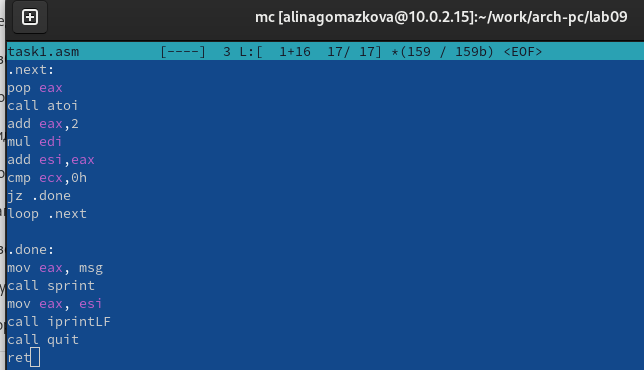 mc [alinagomazkova@10.0.2.15]:~/work/arch-pc/lab09
task1.asm [----] 3 L:[ 1+16 17/ 17] *(159 / 159b) <EOF>
.next:
pop eax
call atoi
add eax,2
mul edi
add esi,eax
cmp ecx,0h
jz .done
loop .next
.done:
mov eax, msg
call sprint
mov eax, esi
call iprintLF
call quit
ret